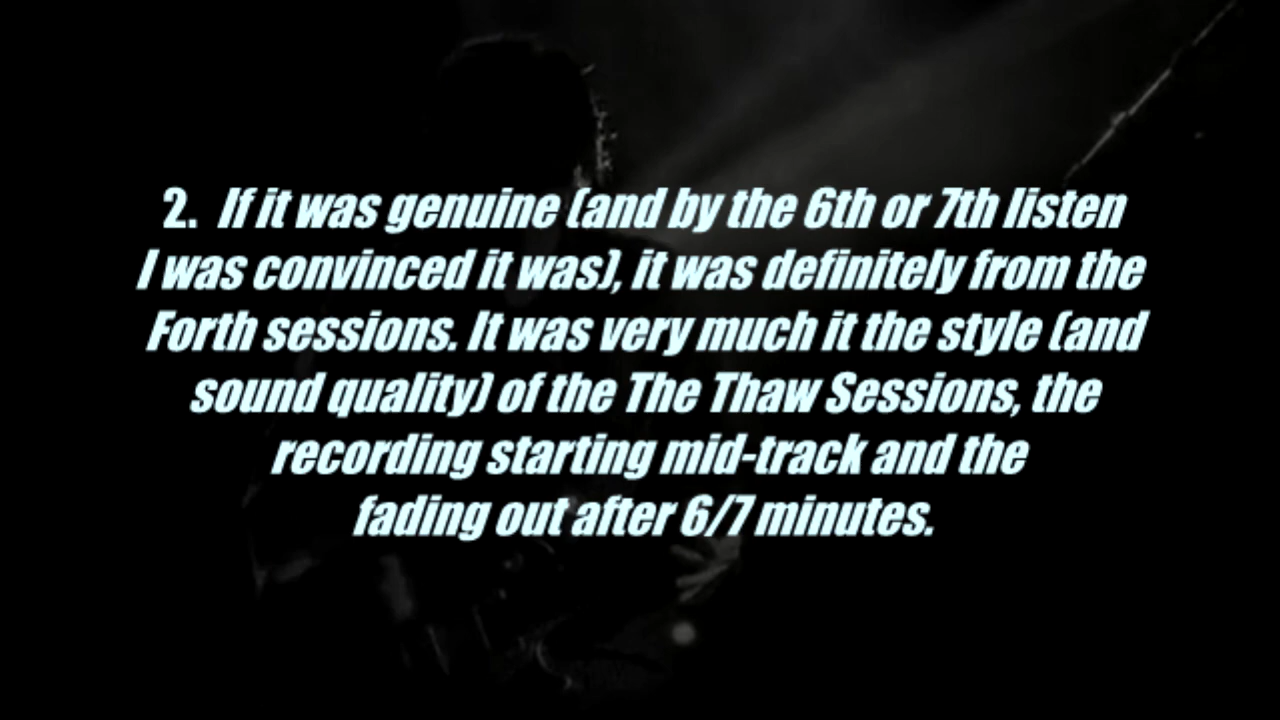 2. If it was genuine (and by the 6th or 7th listen
I was convinced it was), it was definitely from the
Forth sessions. It was very much it the style (and
sound quality) of the The Thaw Sessions, the
recording starting mid-track and the
fading out after 6/7 minutes.